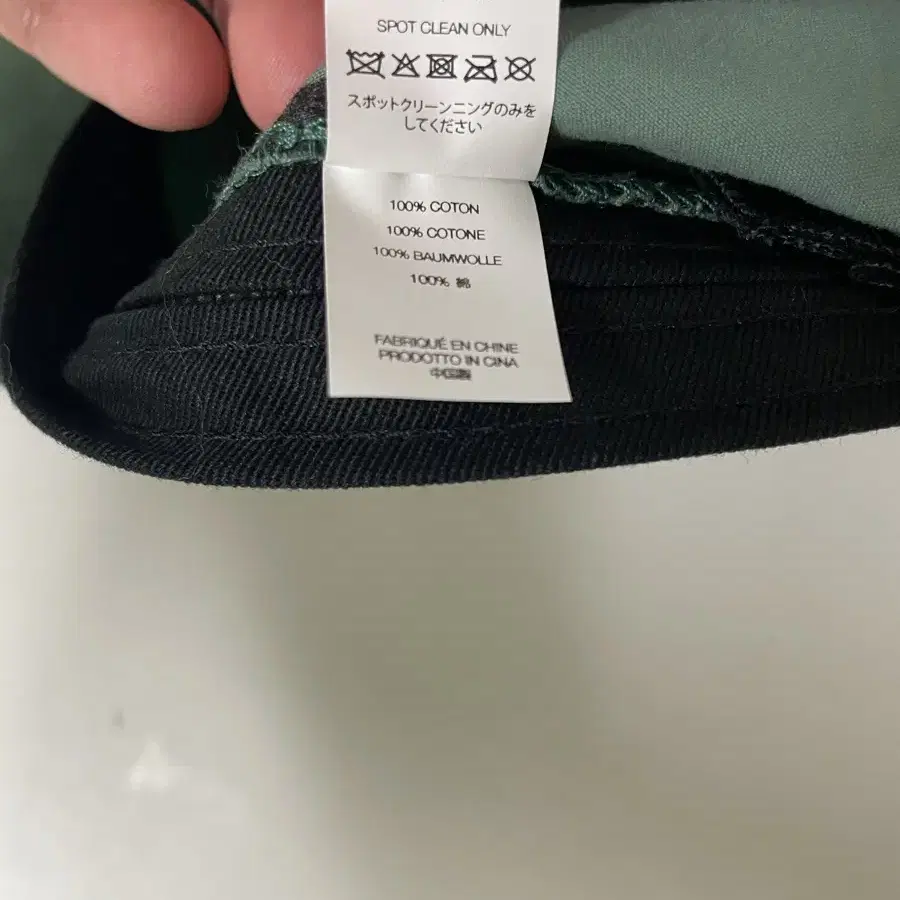 SPOT CLEAN ONLY
スポットクリーンニングのみを
してください
100% COTON
100% COTONE
100% BAUMWOLLE
100% 綿
FABRIQUÉ EN CHINE
PRODOTTO IN CINA
中国製